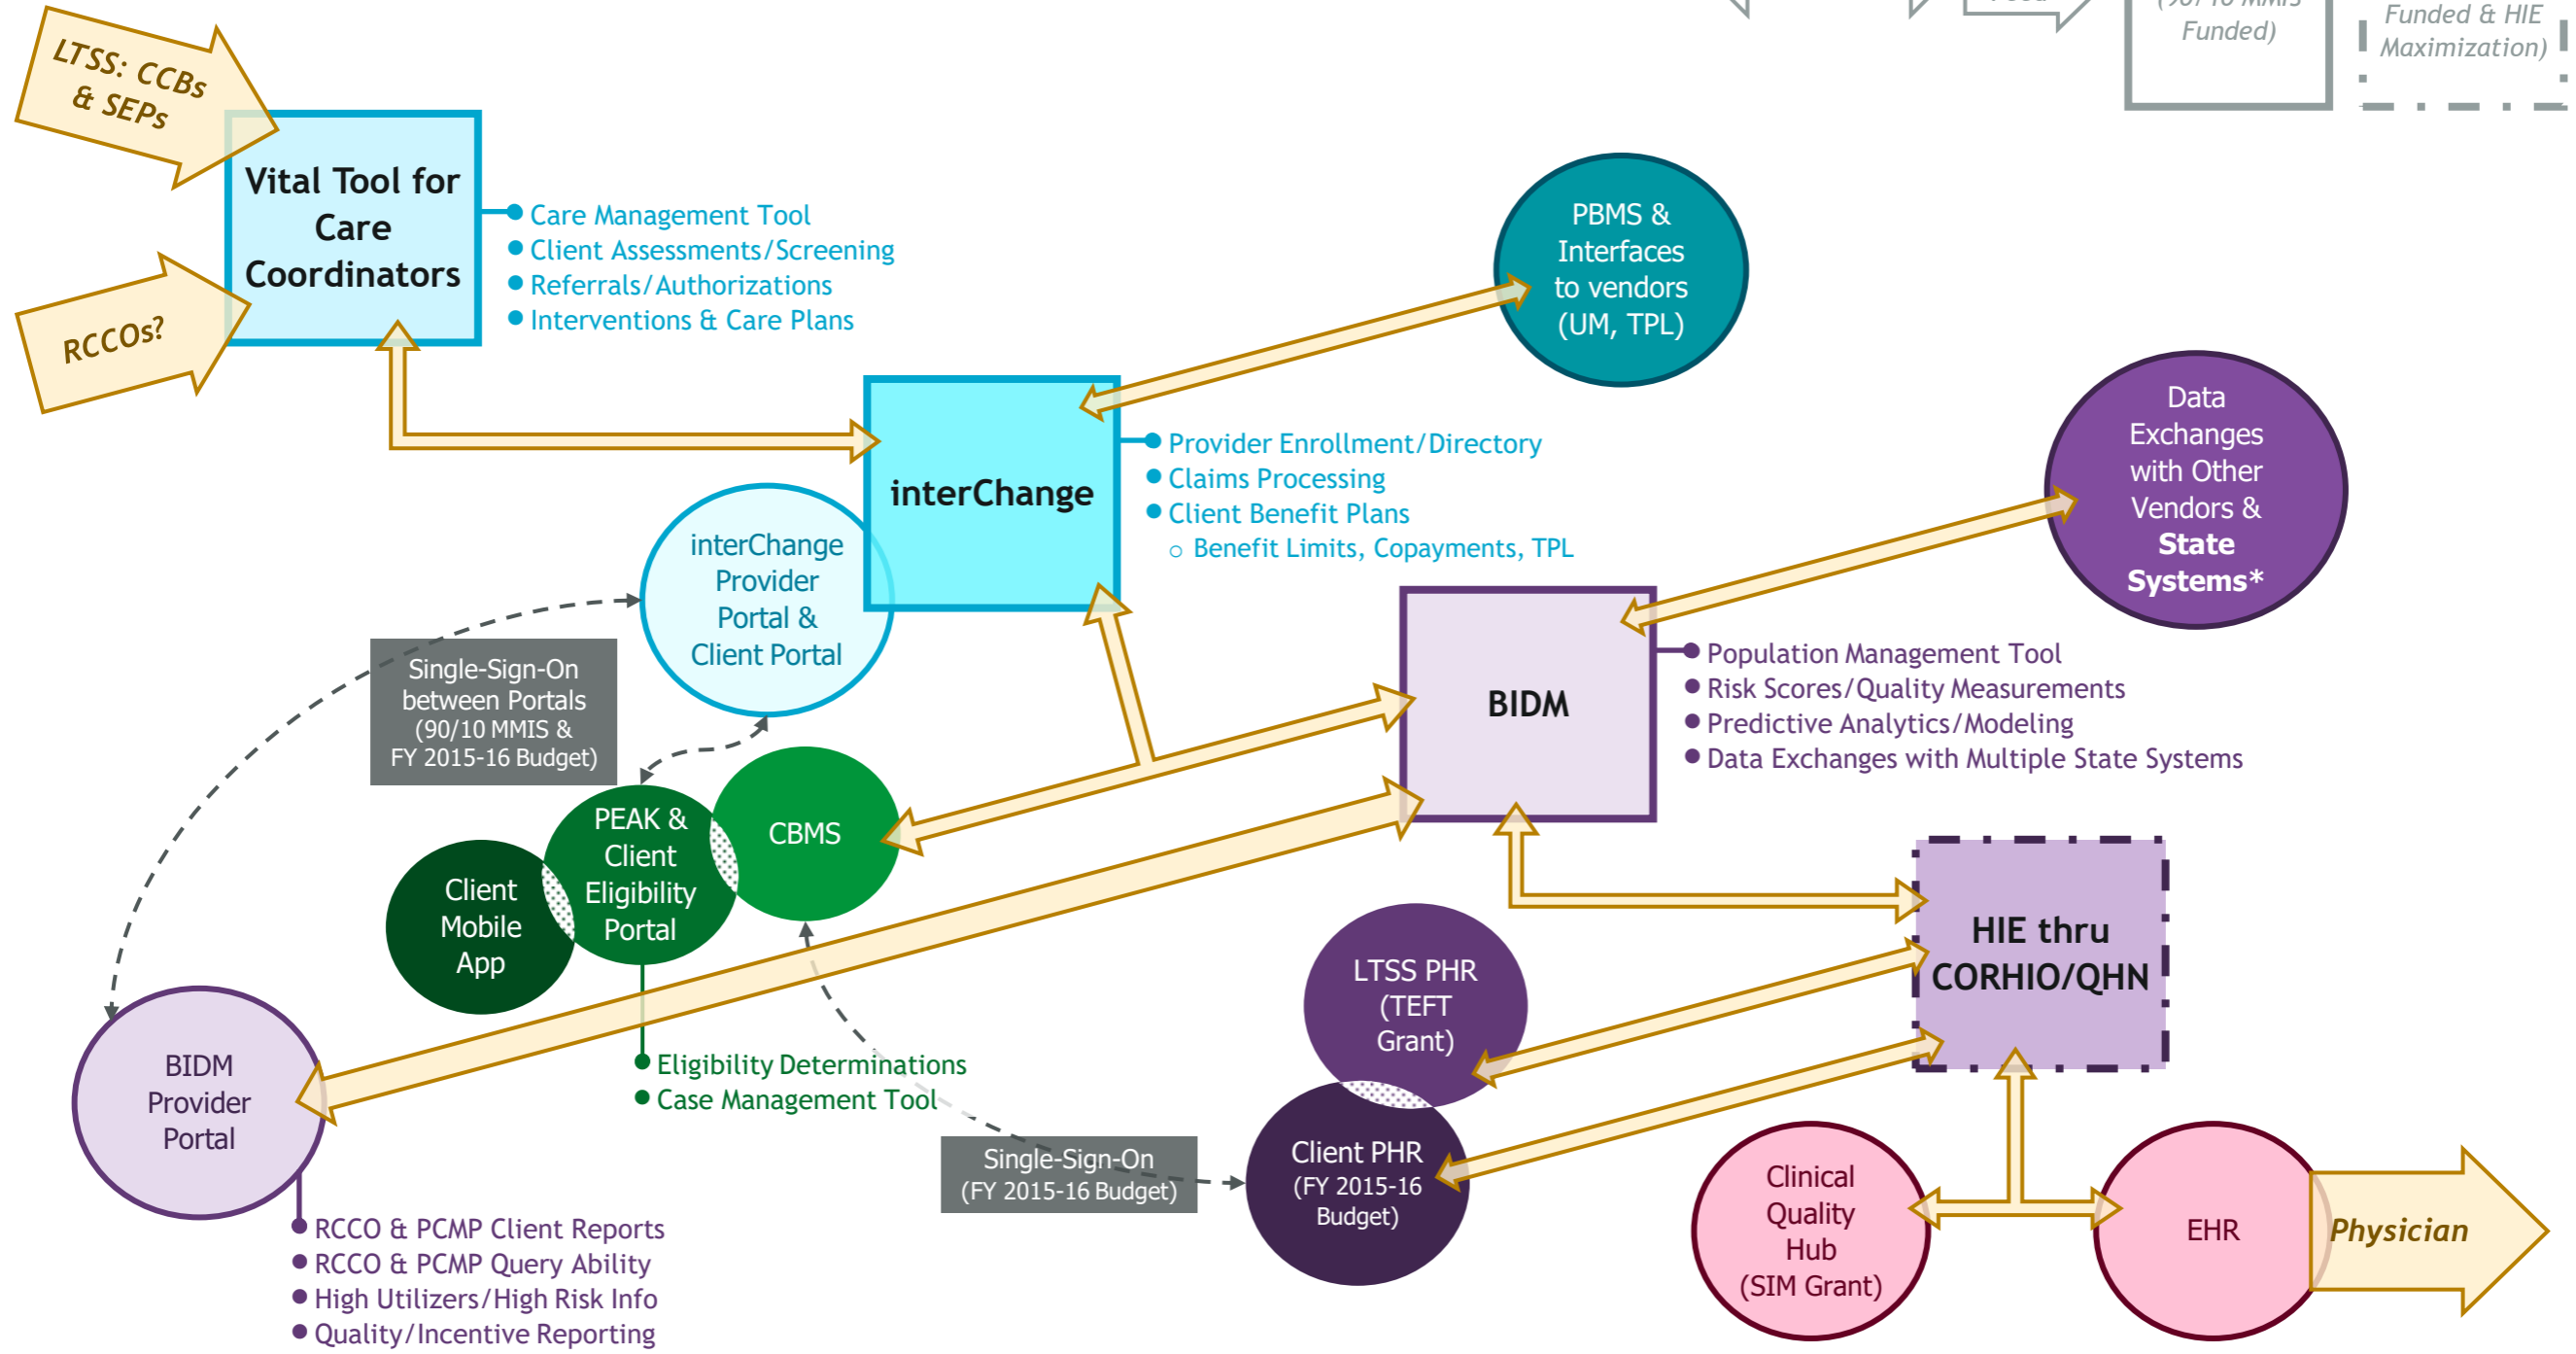 (90/10 MMIS
Funded)
Funded & HIE
Maximization)
LTSS: CCBs
& SEPs
RCCOs?
Vital Tool for
Care
Coordinators
Care Management Tool
Client Assessments/Screening
Referrals/Authorizations
Interventions & Care Plans
PBMS &
Interfaces
to vendors
(UM, TPL)
interChange
Provider Enrollment/Directory
Claims Processing
Client Benefit Plans
Benefit Limits, Copayments, TPL
Data
Exchanges
with Other
Vendors &
State
Systems*
interChange
Provider
Portal &
Client Portal
Single-Sign-On
between Portals
(90/10 MMIS &
FY 2015-16 Budget)
BIDM
Population Management Tool
Risk Scores/Quality Measurements
Predictive Analytics/Modeling
Data Exchanges with Multiple State Systems
Client
Mobile
App
PEAK &
Client
Eligibility
Portal
CBMS
Eligibility Determinations
Case Management Tool
HIE thru
CORHIO/QHN
LTSS PHR
(TEFT
Grant)
Client PHR
(FY 2015-16
Budget)
Single-Sign-On
(FY 2015-16 Budget)
BIDM
Provider
Portal
RCCO & PCMP Client Reports
RCCO & PCMP Query Ability
High Utilizers/High Risk Info
Quality/Incentive Reporting
Clinical
Quality
Hub
(SIM Grant)
EHR
Physician